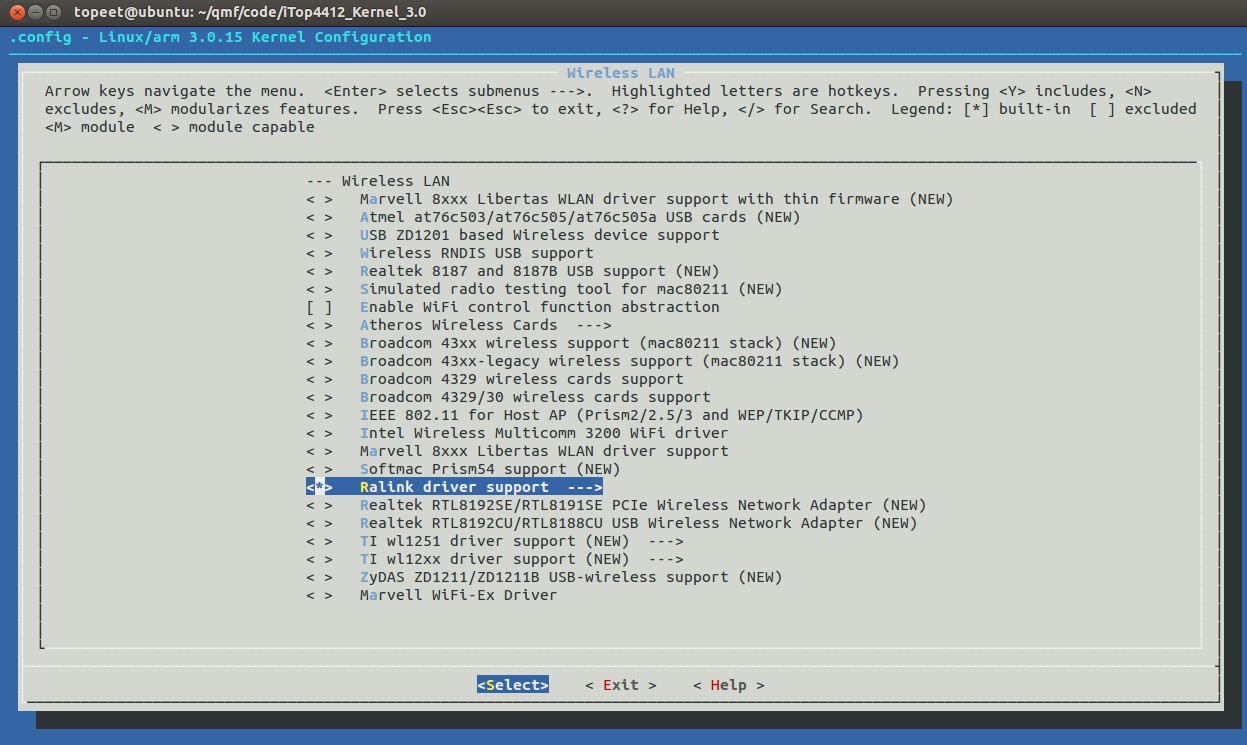 topeet@ubuntu: ~/qmf/code/iTop4412_Kernel_3.0
.config - Linux/arm 3.0.15 Kernel Configuration
Wireless LAN
Arrow keys navigate the menu.  <Enter> selects submenus --->.  Highlighted letters are hotkeys.  Pressing <Y> includes, <N>
excludes, <M> modularizes features.  Press <Esc><Esc> to exit, <?> for Help, </> for Search.  Legend: [*] built-in  [ ] excluded
<M> module  < > module capable
--- Wireless LAN
< >   Marvell 8xxx Libertas WLAN driver support with thin firmware (NEW)
< >   Atmel at76c503/at76c505/at76c505a USB cards (NEW)
< >   USB ZD1201 based Wireless device support
< >   Wireless RNDIS USB support
< >   Realtek 8187 and 8187B USB support (NEW)
< >   Simulated radio testing tool for mac80211 (NEW)
[ ]   Enable WiFi control function abstraction
< >   Atheros Wireless Cards  --->
< >   Broadcom 43xx wireless support (mac80211 stack) (NEW)
< >   Broadcom 43xx-legacy wireless support (mac80211 stack) (NEW)
< >   Broadcom 4329 wireless cards support
< >   Broadcom 4329/30 wireless cards support
< >   IEEE 802.11 for Host AP (Prism2/2.5/3 and WEP/TKIP/CCMP)
< >   Intel Wireless Multicomm 3200 WiFi driver
< >   Marvell 8xxx Libertas WLAN driver support
< >   Softmac Prism54 support (NEW)
<*>   Ralink driver support  --->
< >   Realtek RTL8192SE/RTL8191SE PCIe Wireless Network Adapter (NEW)
< >   Realtek RTL8192CU/RTL8188CU USB Wireless Network Adapter (NEW)
< >   TI wl1251 driver support (NEW)  --->
< >   TI wl12xx driver support (NEW)  --->
< >   ZyDAS ZD1211/ZD1211B USB-wireless support (NEW)
< >   Marvell WiFi-Ex Driver
<Select>    < Exit >    < Help >